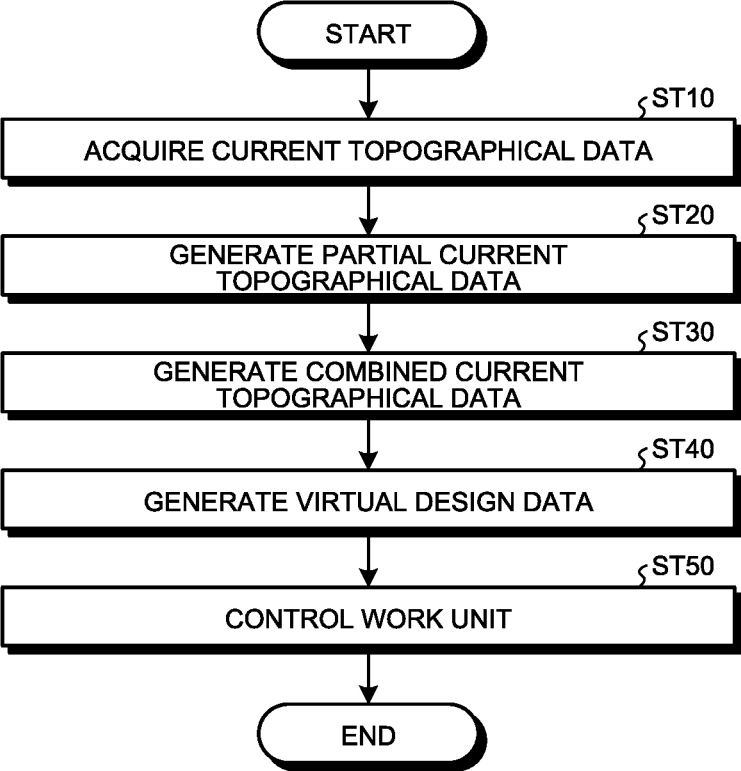 START
ST10
ACQUIRE CURRENT TOPOGRAPHICAL DATA
ST20
GENERATE PARTIAL CURRENT
TOPOGRAPHICAL DATA
ST30
GENERATE COMBINED CURRENT
TOPOGRAPHICAL DATA
ST40
GENERATE VIRTUAL DESIGN DATA
ST50
CONTROL WORK UNIT
END